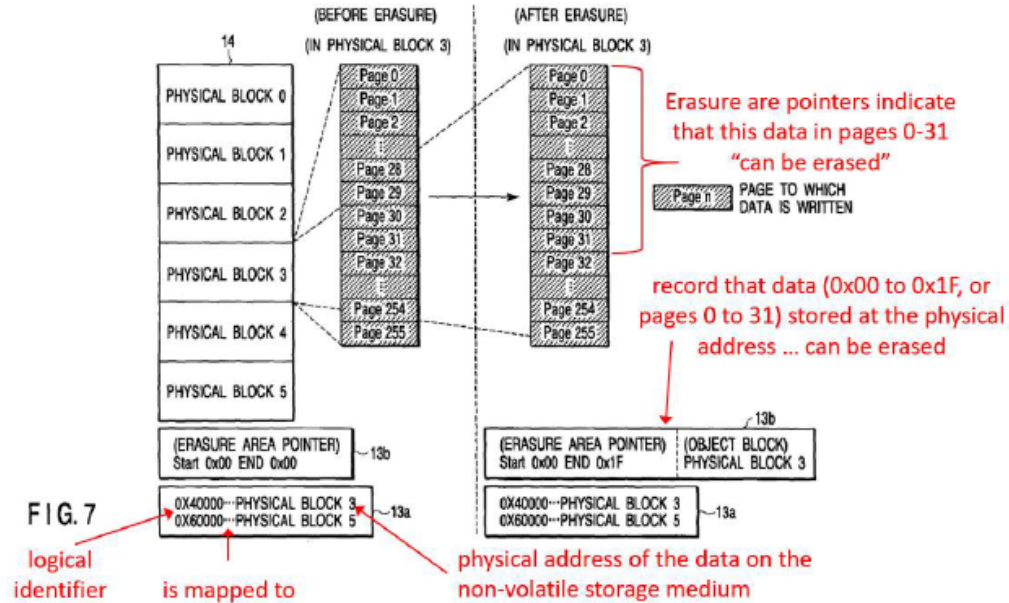 (BEFORE ERASURE)
(IN PHYSICAL BLOCK 3)
(AFTER ERASURE)
(IN PHYSICAL BLOCK 3)
14
PHYSICAL BLOCK 0
PHYSICAL BLOCK 1
PHYSICAL BLOCK 2
PHYSICAL BLOCK 3
PHYSICAL BLOCK 4
PHYSICAL BLOCK 5
Page 0
Page 1
Page 2
Page 28
Page 29
Page 30
Page 31
Page 32
Page 254
Page 255
Page 0
Page 1
Page 2
Page 28
Page 29
Page 30
Page 31
Page 32
Page 254
Page 255
Erasure are pointers indicate
that this data in pages 0-31
“can be erased”
Page n
PAGE TO WHICH
DATA IS WRITTEN
record that data (0x00 to 0x1F, or
pages 0 to 31) stored at the physical
address ... can be erased
(ERASURE AREA POINTER)
Start 0x00 END 0x00
13b
13b
(ERASURE AREA POINTER)
Start 0x00 END 0x1F
(OBJECT BLOCK)
PHYSICAL BLOCK 3
0X40000···PHYSICAL BLOCK 3
0X60000···PHYSICAL BLOCK 5
13a
0X40000···PHYSICAL BLOCK 3
0X60000···PHYSICAL BLOCK 5
13a
FIG. 7
logical
identifier
is mapped to
physical address of the data on the
non-volatile storage medium